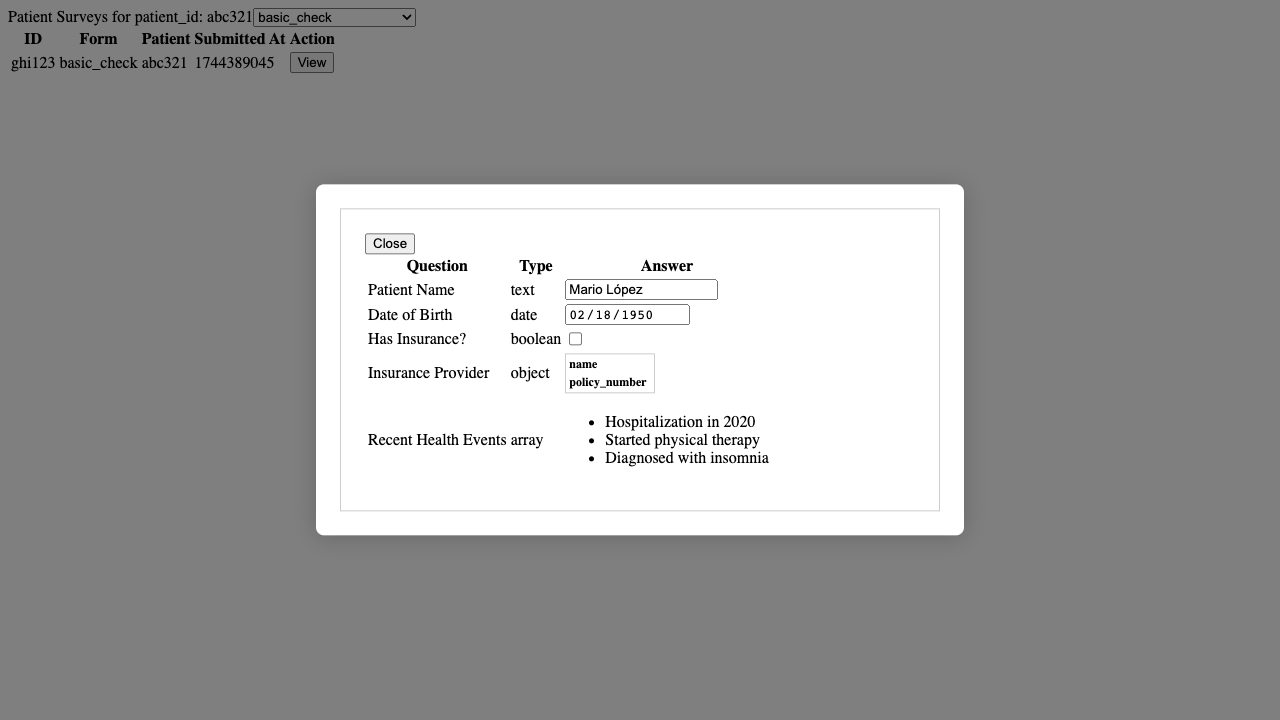 Patient Surveys for patient_id: abc321 basic_check
ID Form Patient Submitted At Action
ghi123 basic_check abc321 1744389045 View
Close
Question Type Answer
Patient Name text Mario López
Date of Birth date 02/18/1950
Has Insurance? boolean
Insurance Provider object name
policy_number
Recent Health Events array
• Hospitalization in 2020
• Started physical therapy
• Diagnosed with insomnia